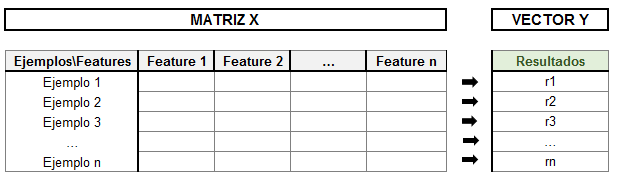 MATRIZ X VECTOR Y
Ejemplos\Features Feature 1 Feature 2 ... Feature n Resultados
Ejemplo 1 r1
Ejemplo 2 r2
Ejemplo 3 r3
... ...
Ejemplo n rn